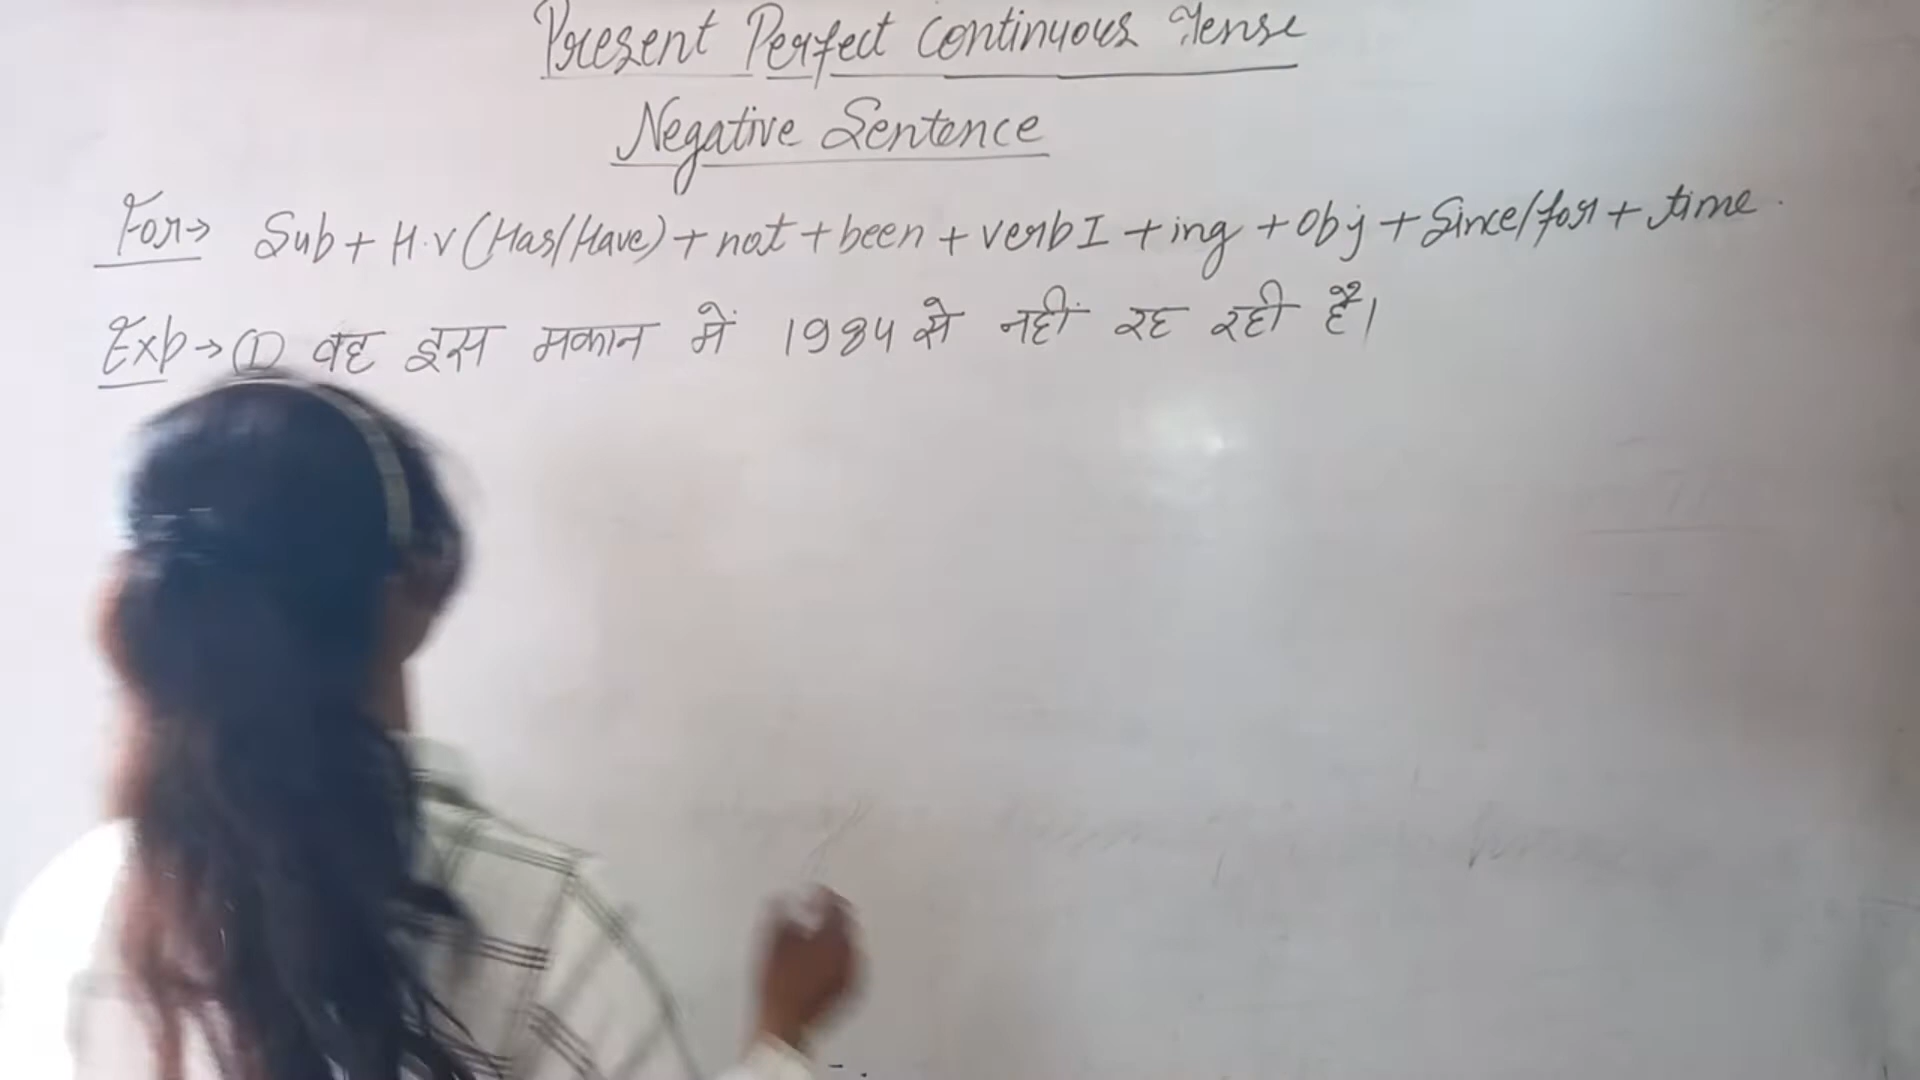 Present Perfect Continuous Tense
Negative Sentence
For→ Sub + H.V (Has/Have) + not + been + verb I + ing + Obj + Since/for + time.
Exp→ ① वह इस मकान में 1984 से नहीं रह रही है।